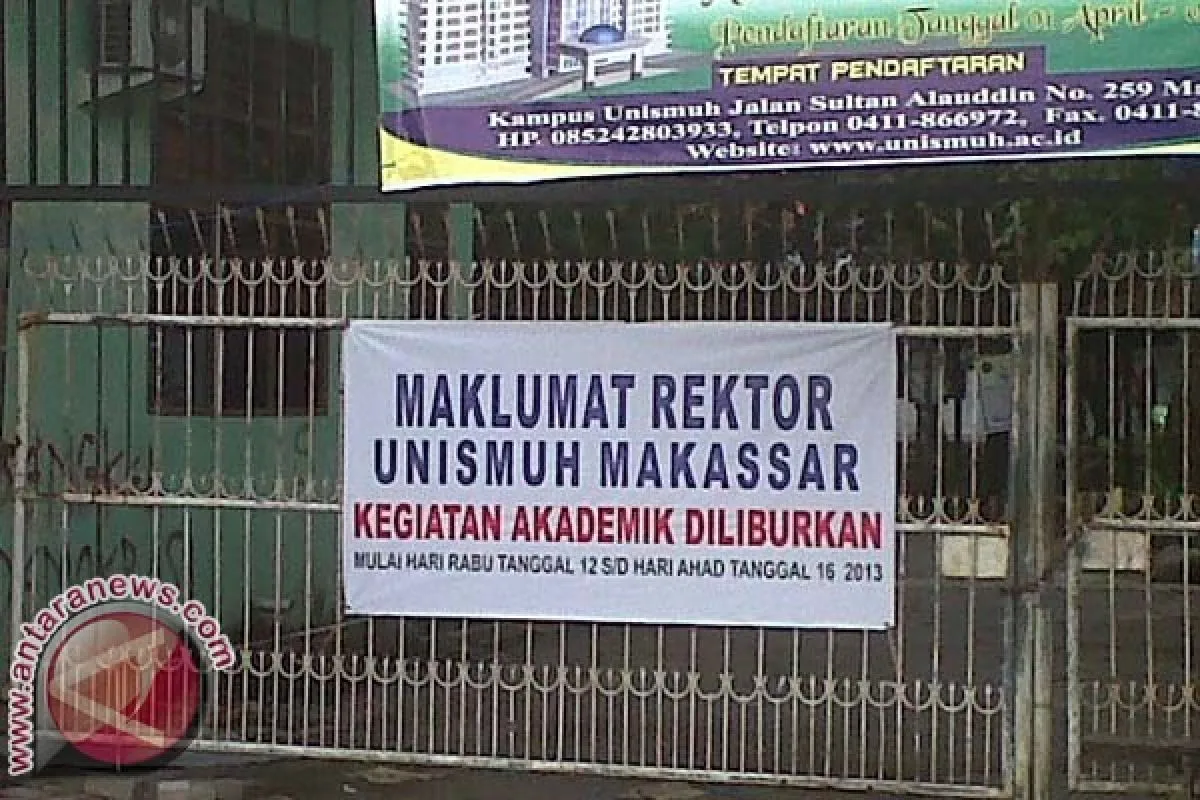 Pendaftaran Tanggal 01 April -
TEMPAT PENDAFTARAN
Kampus Unismuh Jalan Sultan Alauddin No. 259
HP. 085242803933, Telpon 0411-866972, Fax. 0411-
Website: www.unismuh.ac.id
MAKLUMAT REKTOR
UNISMUH MAKASSAR
KEGIATAN AKADEMIK DILIBURKAN
MULAI HARI RABU TANGGAL 12 S/D HARI AHAD TANGGAL 16 2013
www.antaranews.com